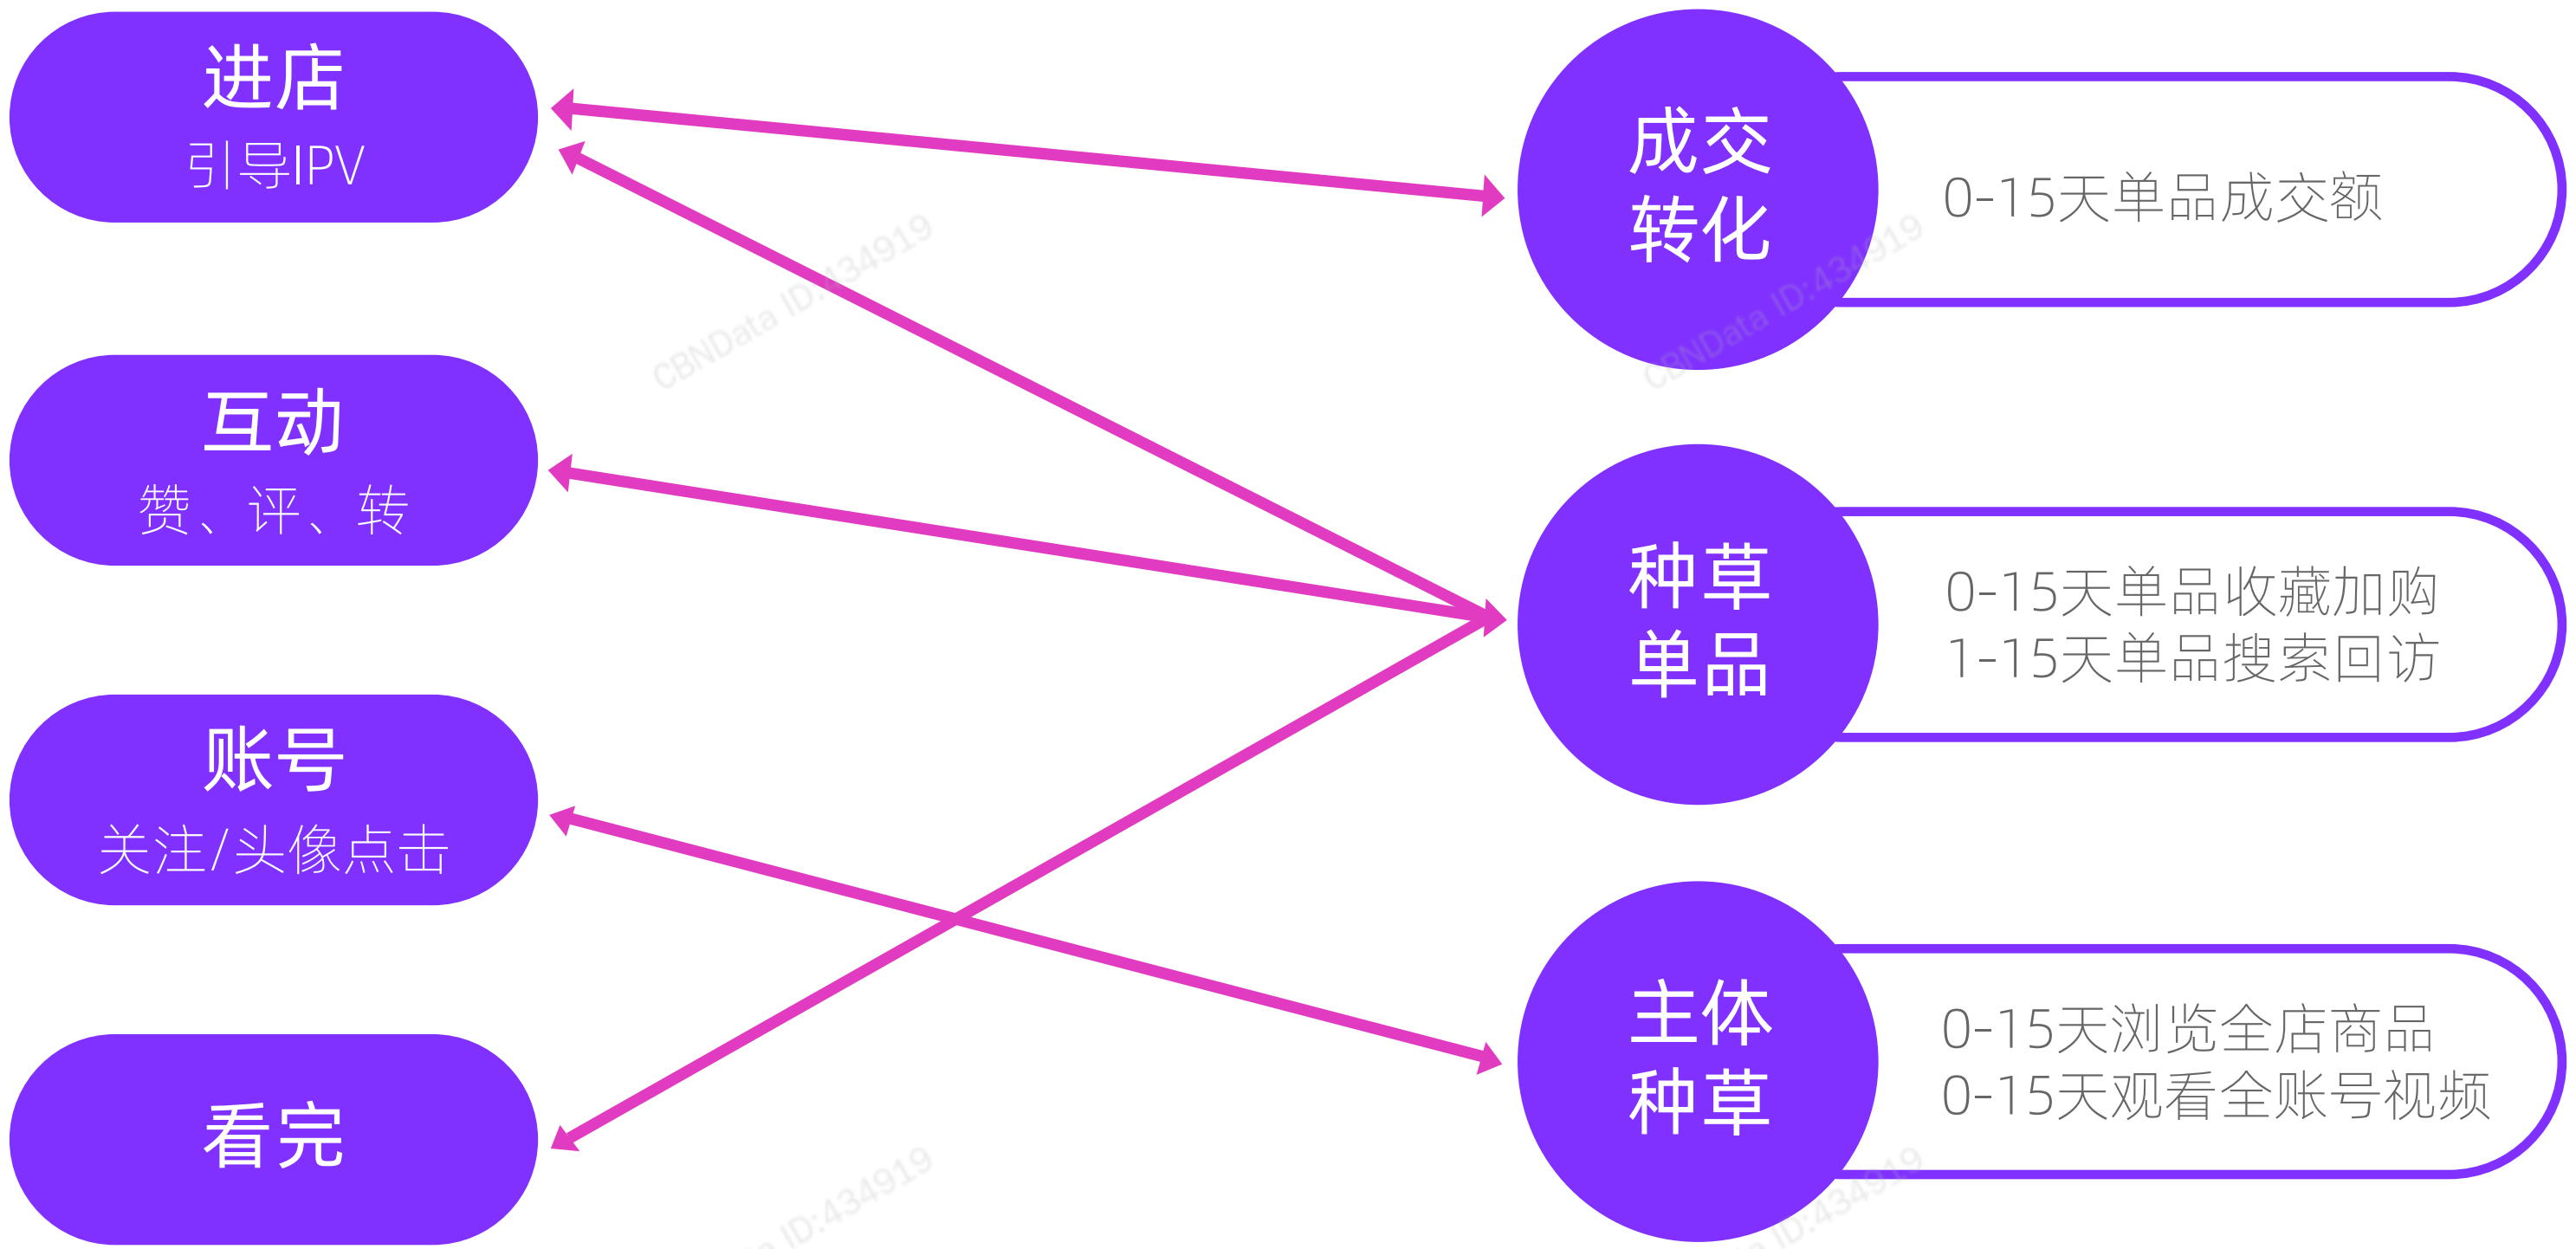 进店
引导IPV
互动
赞、评、转
账号
关注/头像点击
看完
成交
转化
0-15天单品成交额
种草
单品
0-15天单品收藏加购
1-15天单品搜索回访
主体
种草
0-15天浏览全店商品
0-15天观看全账号视频
CBNData ID:434919
CBNData ID:434919
ID:434919
ID:434919